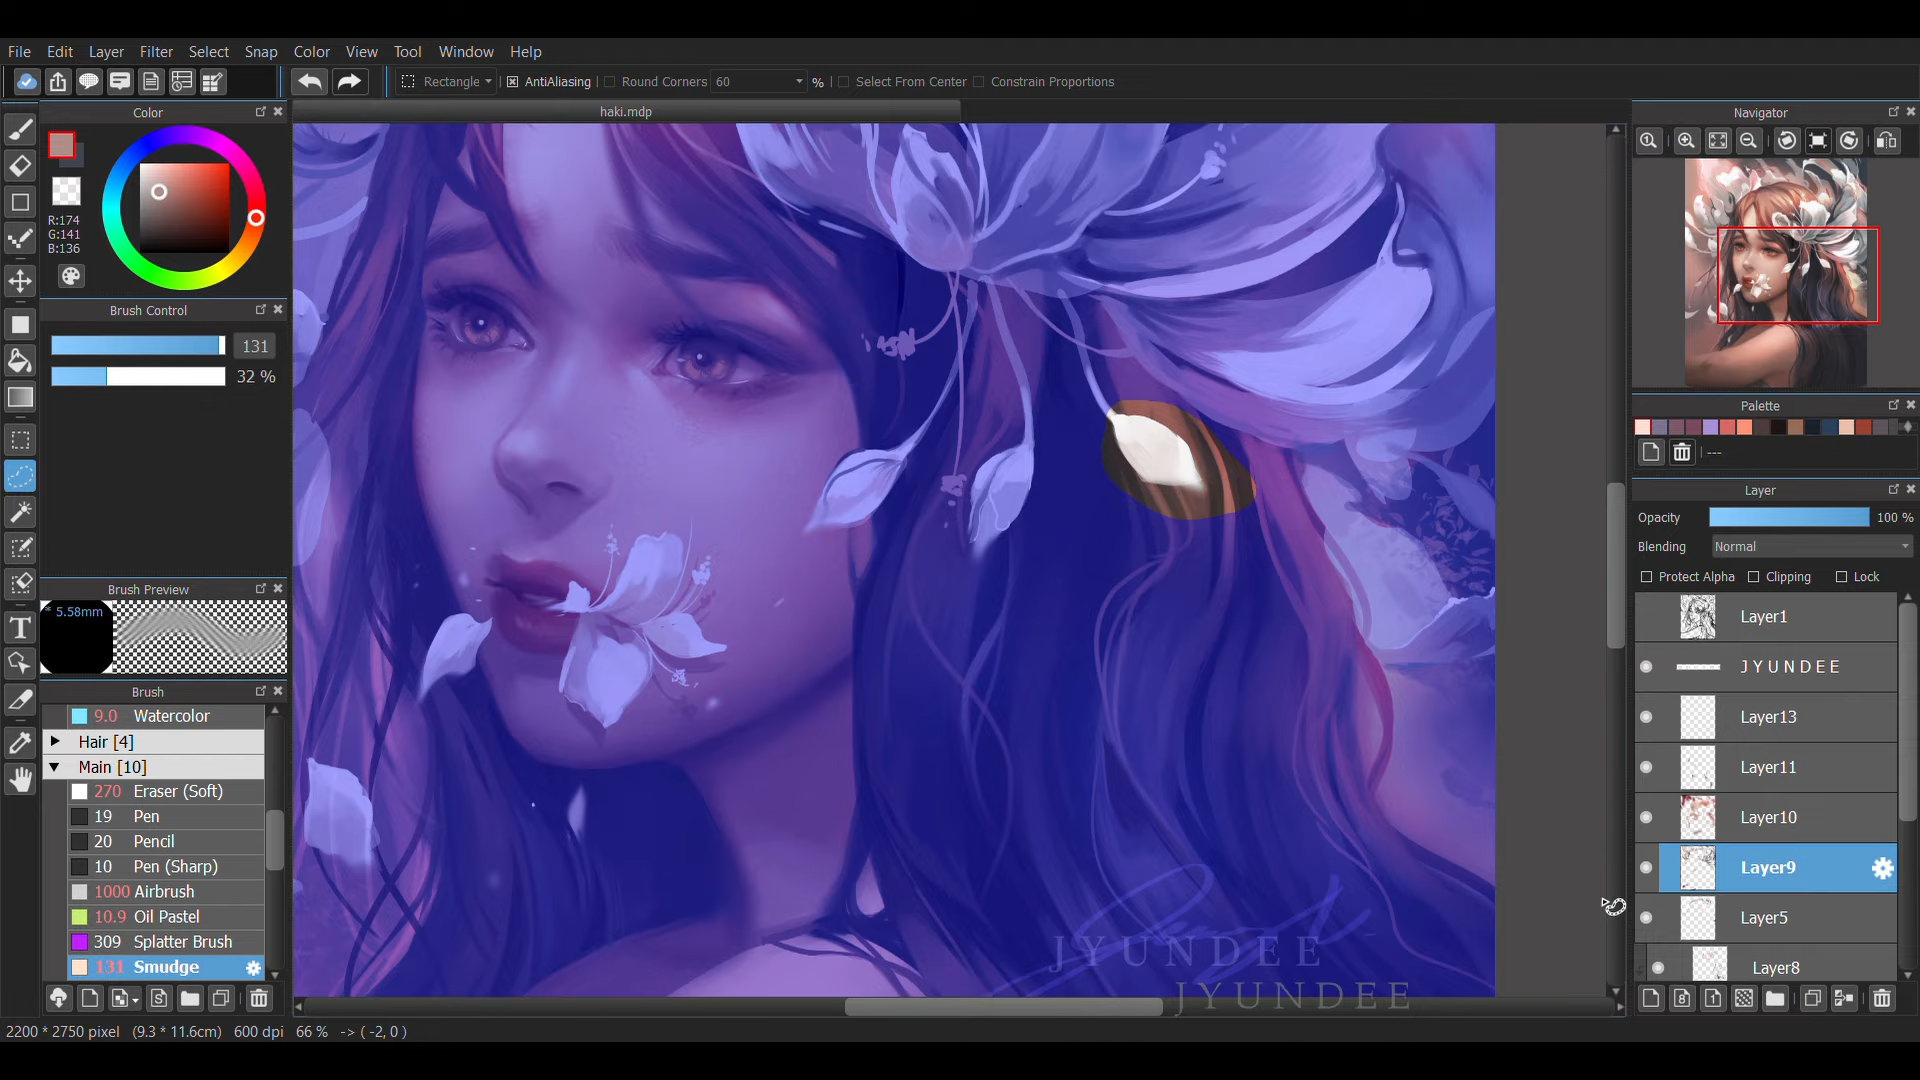 File Edit Layer Filter Select Snap Color View Tool Window Help
Rectangle AntiAliasing Round Corners 60 % Select From Center Constrain Proportions
haki.mdp
Color
R:174
G:141
B:136
Brush Control
131
32 %
Brush Preview
* 5.58mm
Brush
9.0 Watercolor
Hair [4]
Main [10]
270 Eraser (Soft)
19 Pen
20 Pencil
10 Pen (Sharp)
1000 Airbrush
10.9 Oil Pastel
309 Splatter Brush
131 Smudge
2200 * 2750 pixel (9.3 * 11.6cm) 600 dpi 66 % -> ( -2, 0 )
JYUNDEE
JYUNDEE
Navigator
Palette
---
Layer
Opacity 100 %
Blending Normal
Protect Alpha Clipping Lock
Layer1
J Y U N D E E
Layer13
Layer11
Layer10
Layer9
Layer5
Layer8
8 1